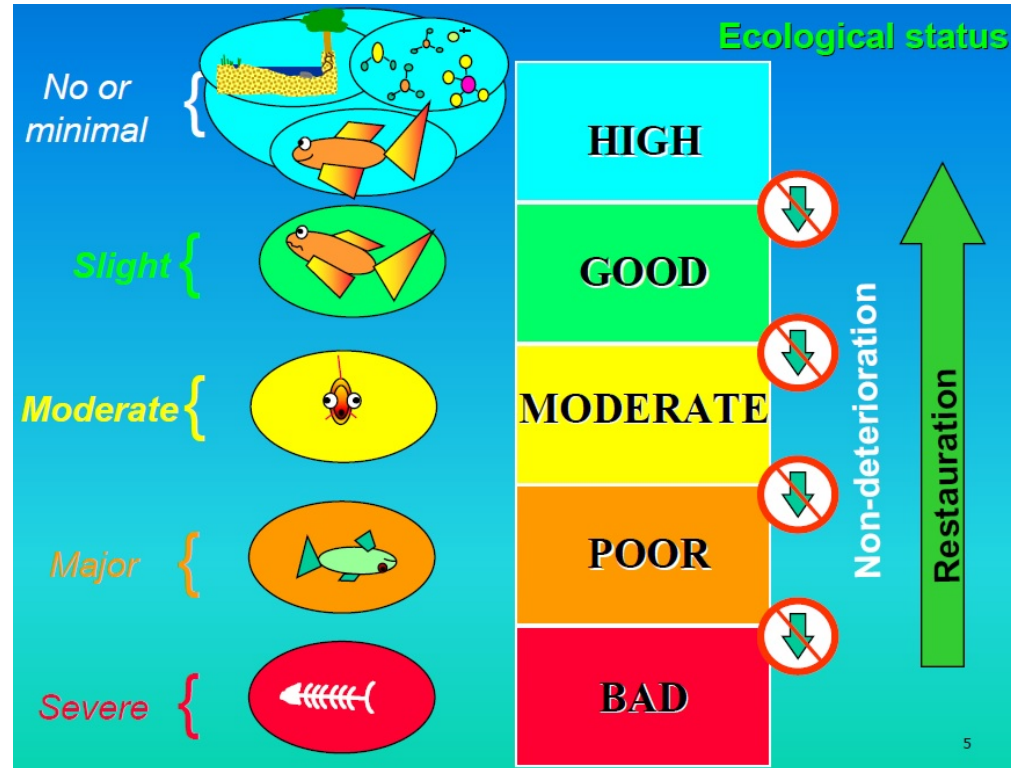 Ecological status
No or
minimal
HIGH
Slight
GOOD
Moderate
MODERATE
Major
POOR
Severe
BAD
Non-deterioration
Restauration
5